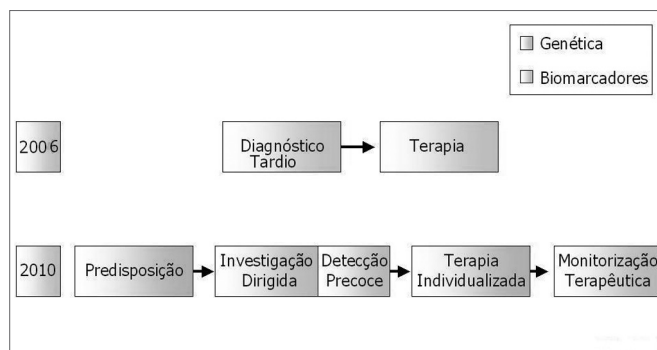 Genética
Biomarcadores
2006
Diagnóstico
Tardio
Terapia
2010
Predisposição
Investigação
Dirigida
Detecção
Precoce
Terapia
Individualizada
Monitorização
Terapêutica